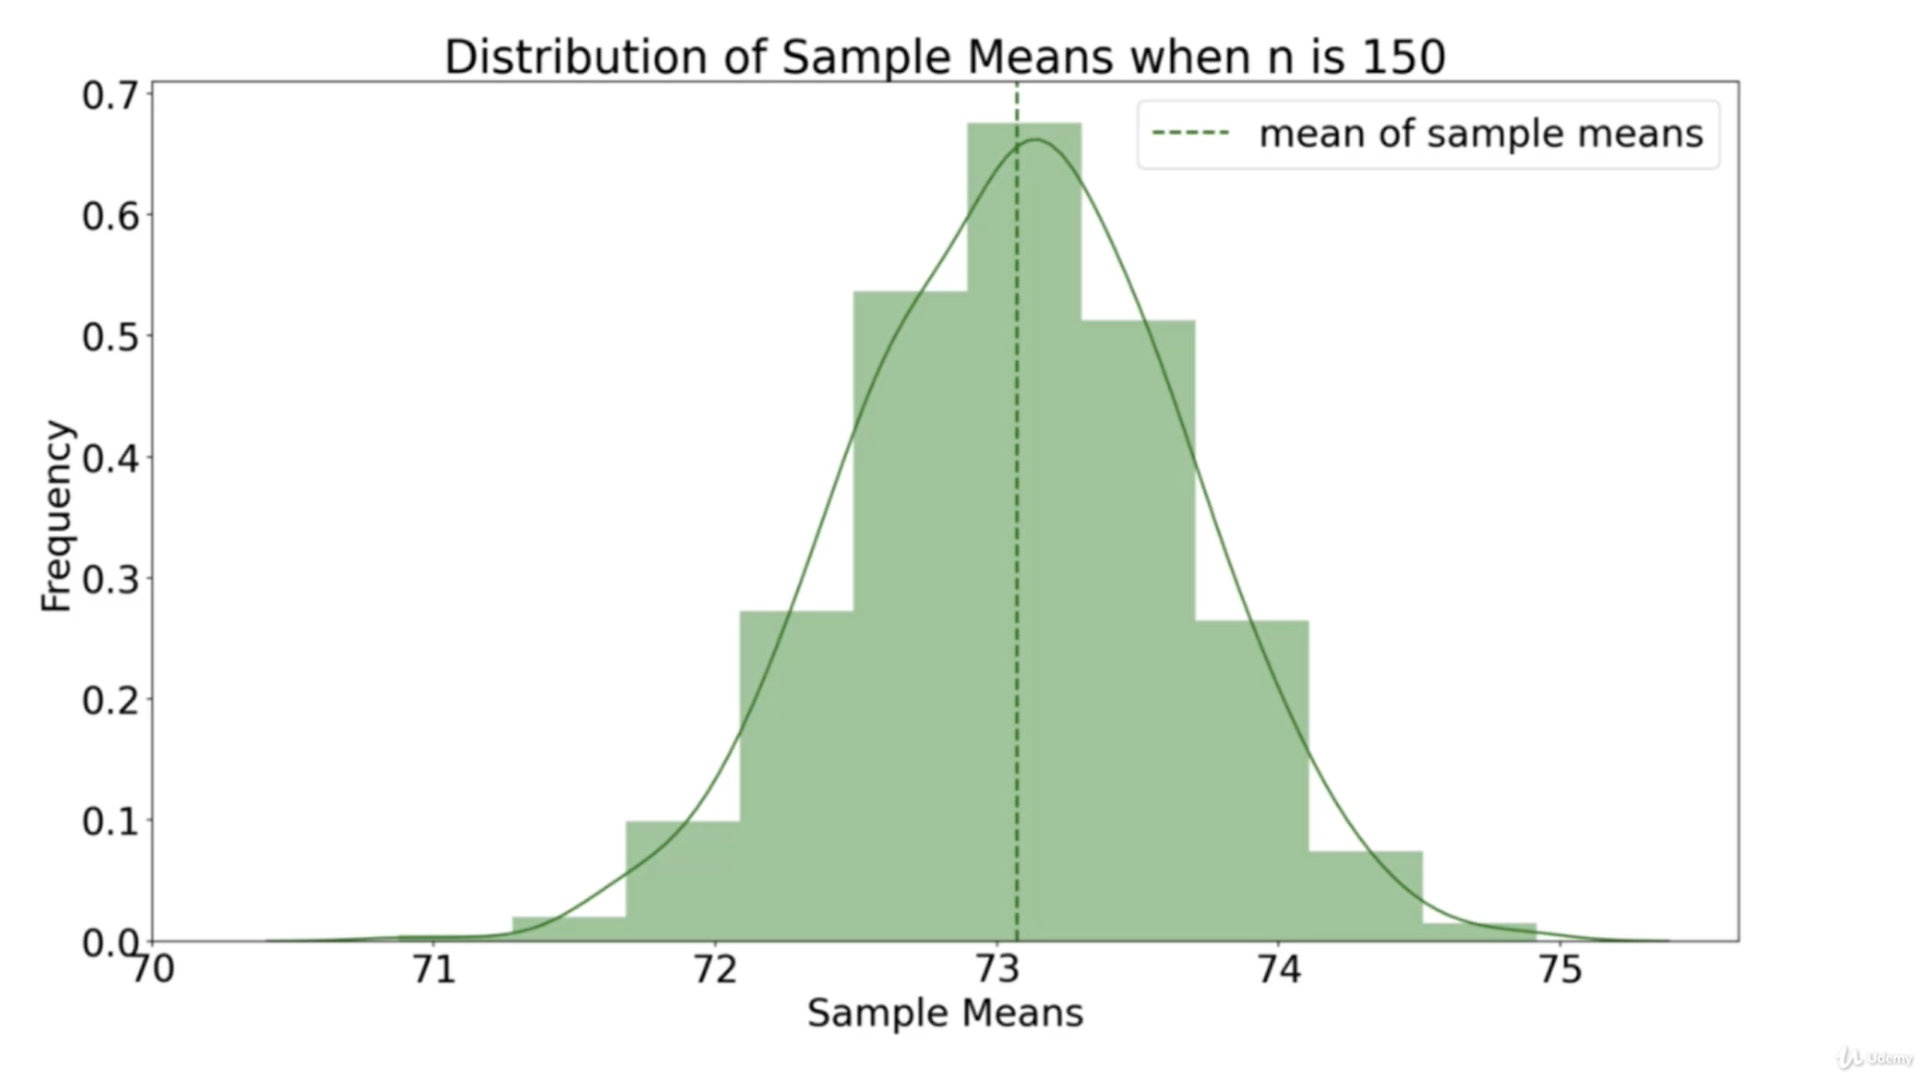 Distribution of Sample Means when n is 150
mean of sample means
Frequency
0.7
0.6
0.5
0.4
0.3
0.2
0.1
0.0
70 71 72 73 74 75
Sample Means
Udemy